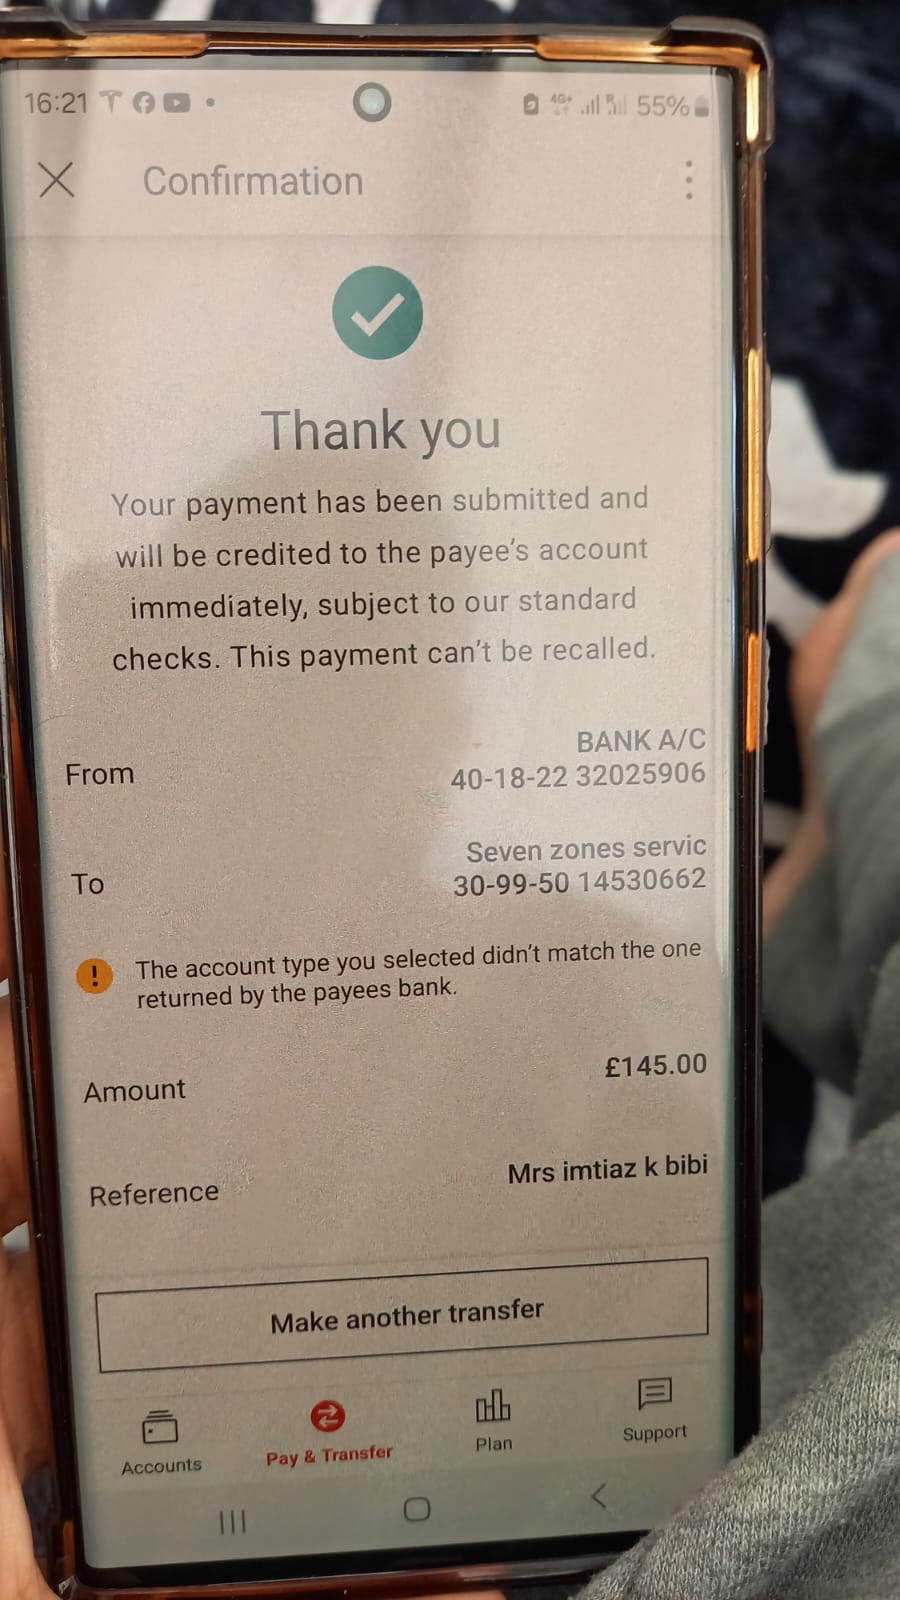 16:21
4G+ R 55%
Confirmation
Thank you
Your payment has been submitted and
will be credited to the payee's account
immediately, subject to our standard
checks. This payment can't be recalled.
From
BANK A/C
40-18-22 32025906
To
Seven zones servic
30-99-50 14530662
! The account type you selected didn't match the one
returned by the payees bank.
Amount
£145.00
Reference
Mrs imtiaz k bibi
Make another transfer
Accounts
Pay & Transfer
Plan
Support